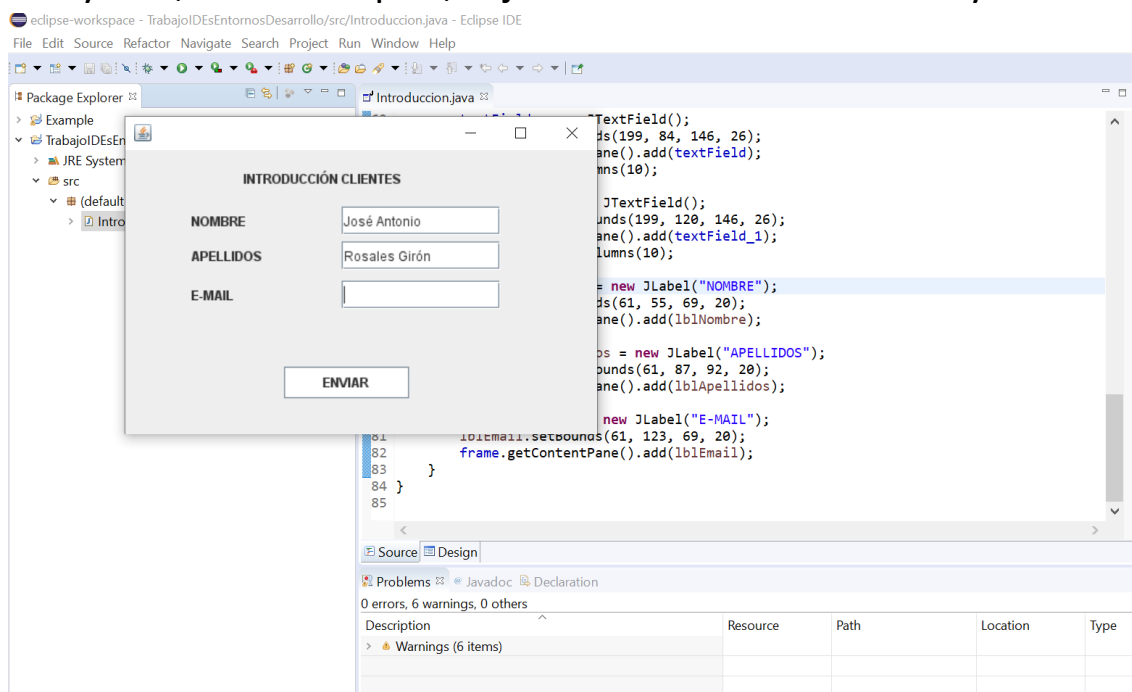 eclipse-workspace - TrabajoIDEsEntornosDesarrollo/src/Introduccion.java - Eclipse IDE
File Edit Source Refactor Navigate Search Project Run Window Help
Package Explorer
Introduccion.java
Example
TrabajoIDEsEn
JRE System
src
(default
Intro
INTRODUCCIÓN CLIENTES
NOMBRE José Antonio
APELLIDOS Rosales Girón
E-MAIL
ENVIAR
TextField();
ds(199, 84, 146, 26);
ane().add(textField);
mns(10);
JTextField();
unds(199, 120, 146, 26);
ane().add(textField_1);
lumns(10);
= new JLabel("NOMBRE");
ds(61, 55, 69, 20);
ane().add(lblNombre);
os = new JLabel("APELLIDOS");
ounds(61, 87, 92, 20);
ane().add(lblApellidos);
new JLabel("E-MAIL");
81 lblEmail.setBounds(61, 123, 69, 20);
82 frame.getContentPane().add(lblEmail);
83 }
84 }
85
Source Design
Problems Javadoc Declaration
0 errors, 6 warnings, 0 others
Description Resource Path Location Type
Warnings (6 items)